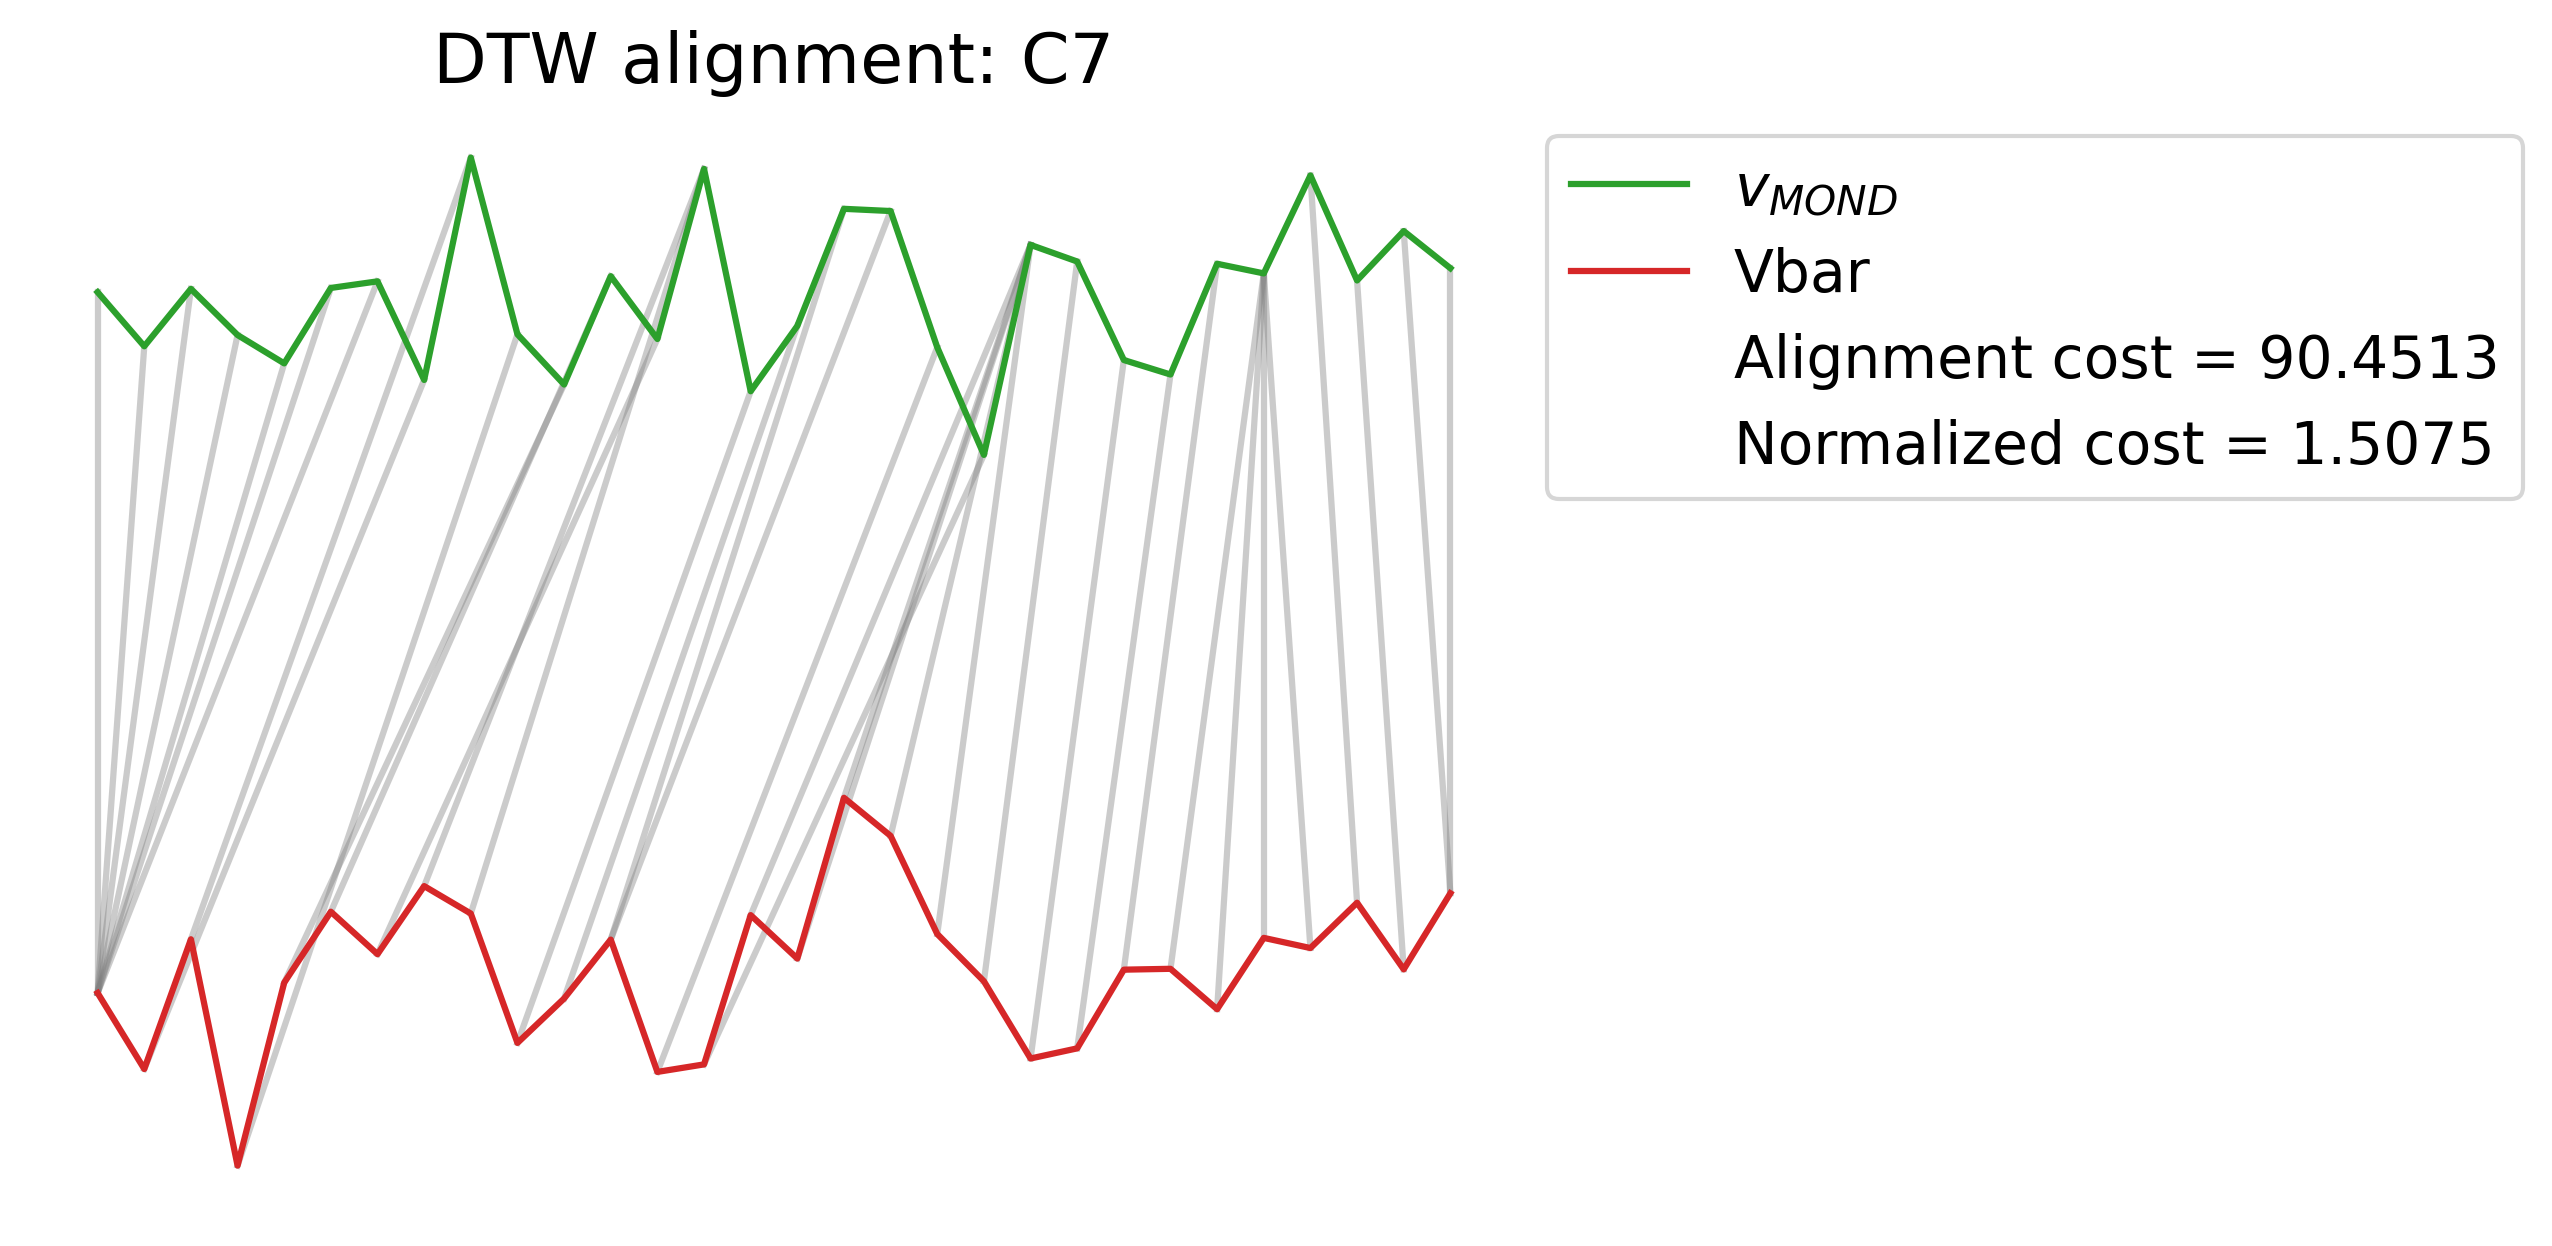 DTW alignment: C7
v_MOND
Vbar
Alignment cost = 90.4513
Normalized cost = 1.5075